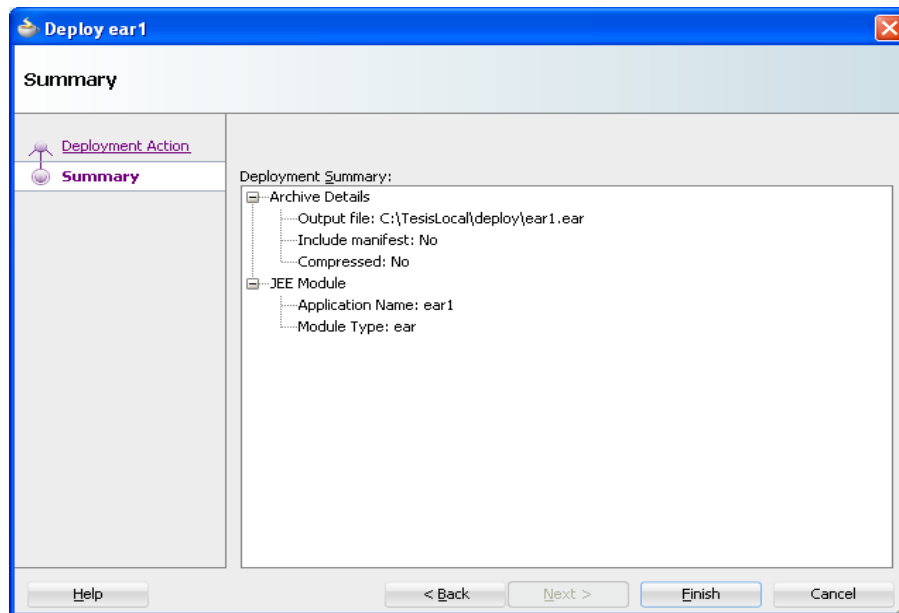 Deploy ear1
Summary
Deployment Action
Summary
Deployment Summary:
Archive Details
Output file: C:\TesisLocal\deploy\ear1.ear
Include manifest: No
Compressed: No
JEE Module
Application Name: ear1
Module Type: ear
Help
< Back
Next >
Finish
Cancel